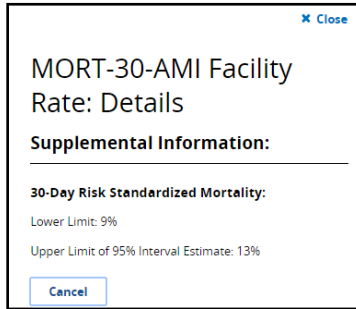 ✖ Close
MORT-30-AMI Facility
Rate: Details
Supplemental Information:
30-Day Risk Standardized Mortality:
Lower Limit: 9%
Upper Limit of 95% Interval Estimate: 13%
Cancel